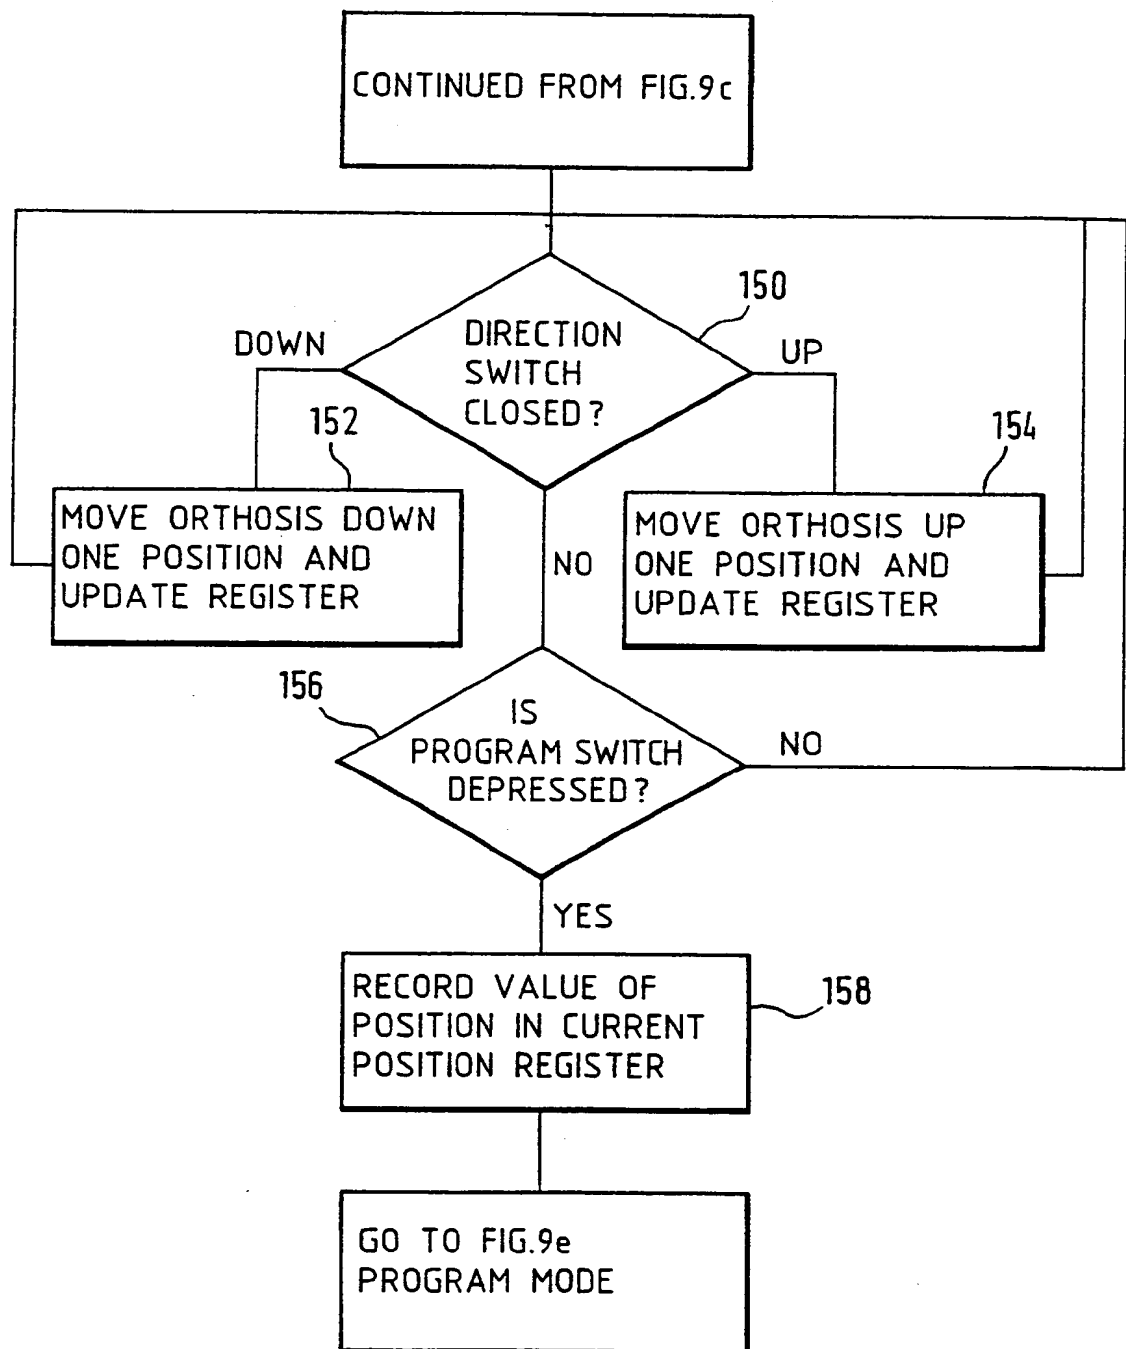 CONTINUED FROM FIG.9c
150
DIRECTION
SWITCH
CLOSED?
DOWN
UP
152
154
MOVE ORTHOSIS DOWN
ONE POSITION AND
UPDATE REGISTER
MOVE ORTHOSIS UP
ONE POSITION AND
UPDATE REGISTER
NO
156
IS
PROGRAM SWITCH
DEPRESSED?
NO
YES
RECORD VALUE OF
POSITION IN CURRENT
POSITION REGISTER
158
GO TO FIG.9e
PROGRAM MODE